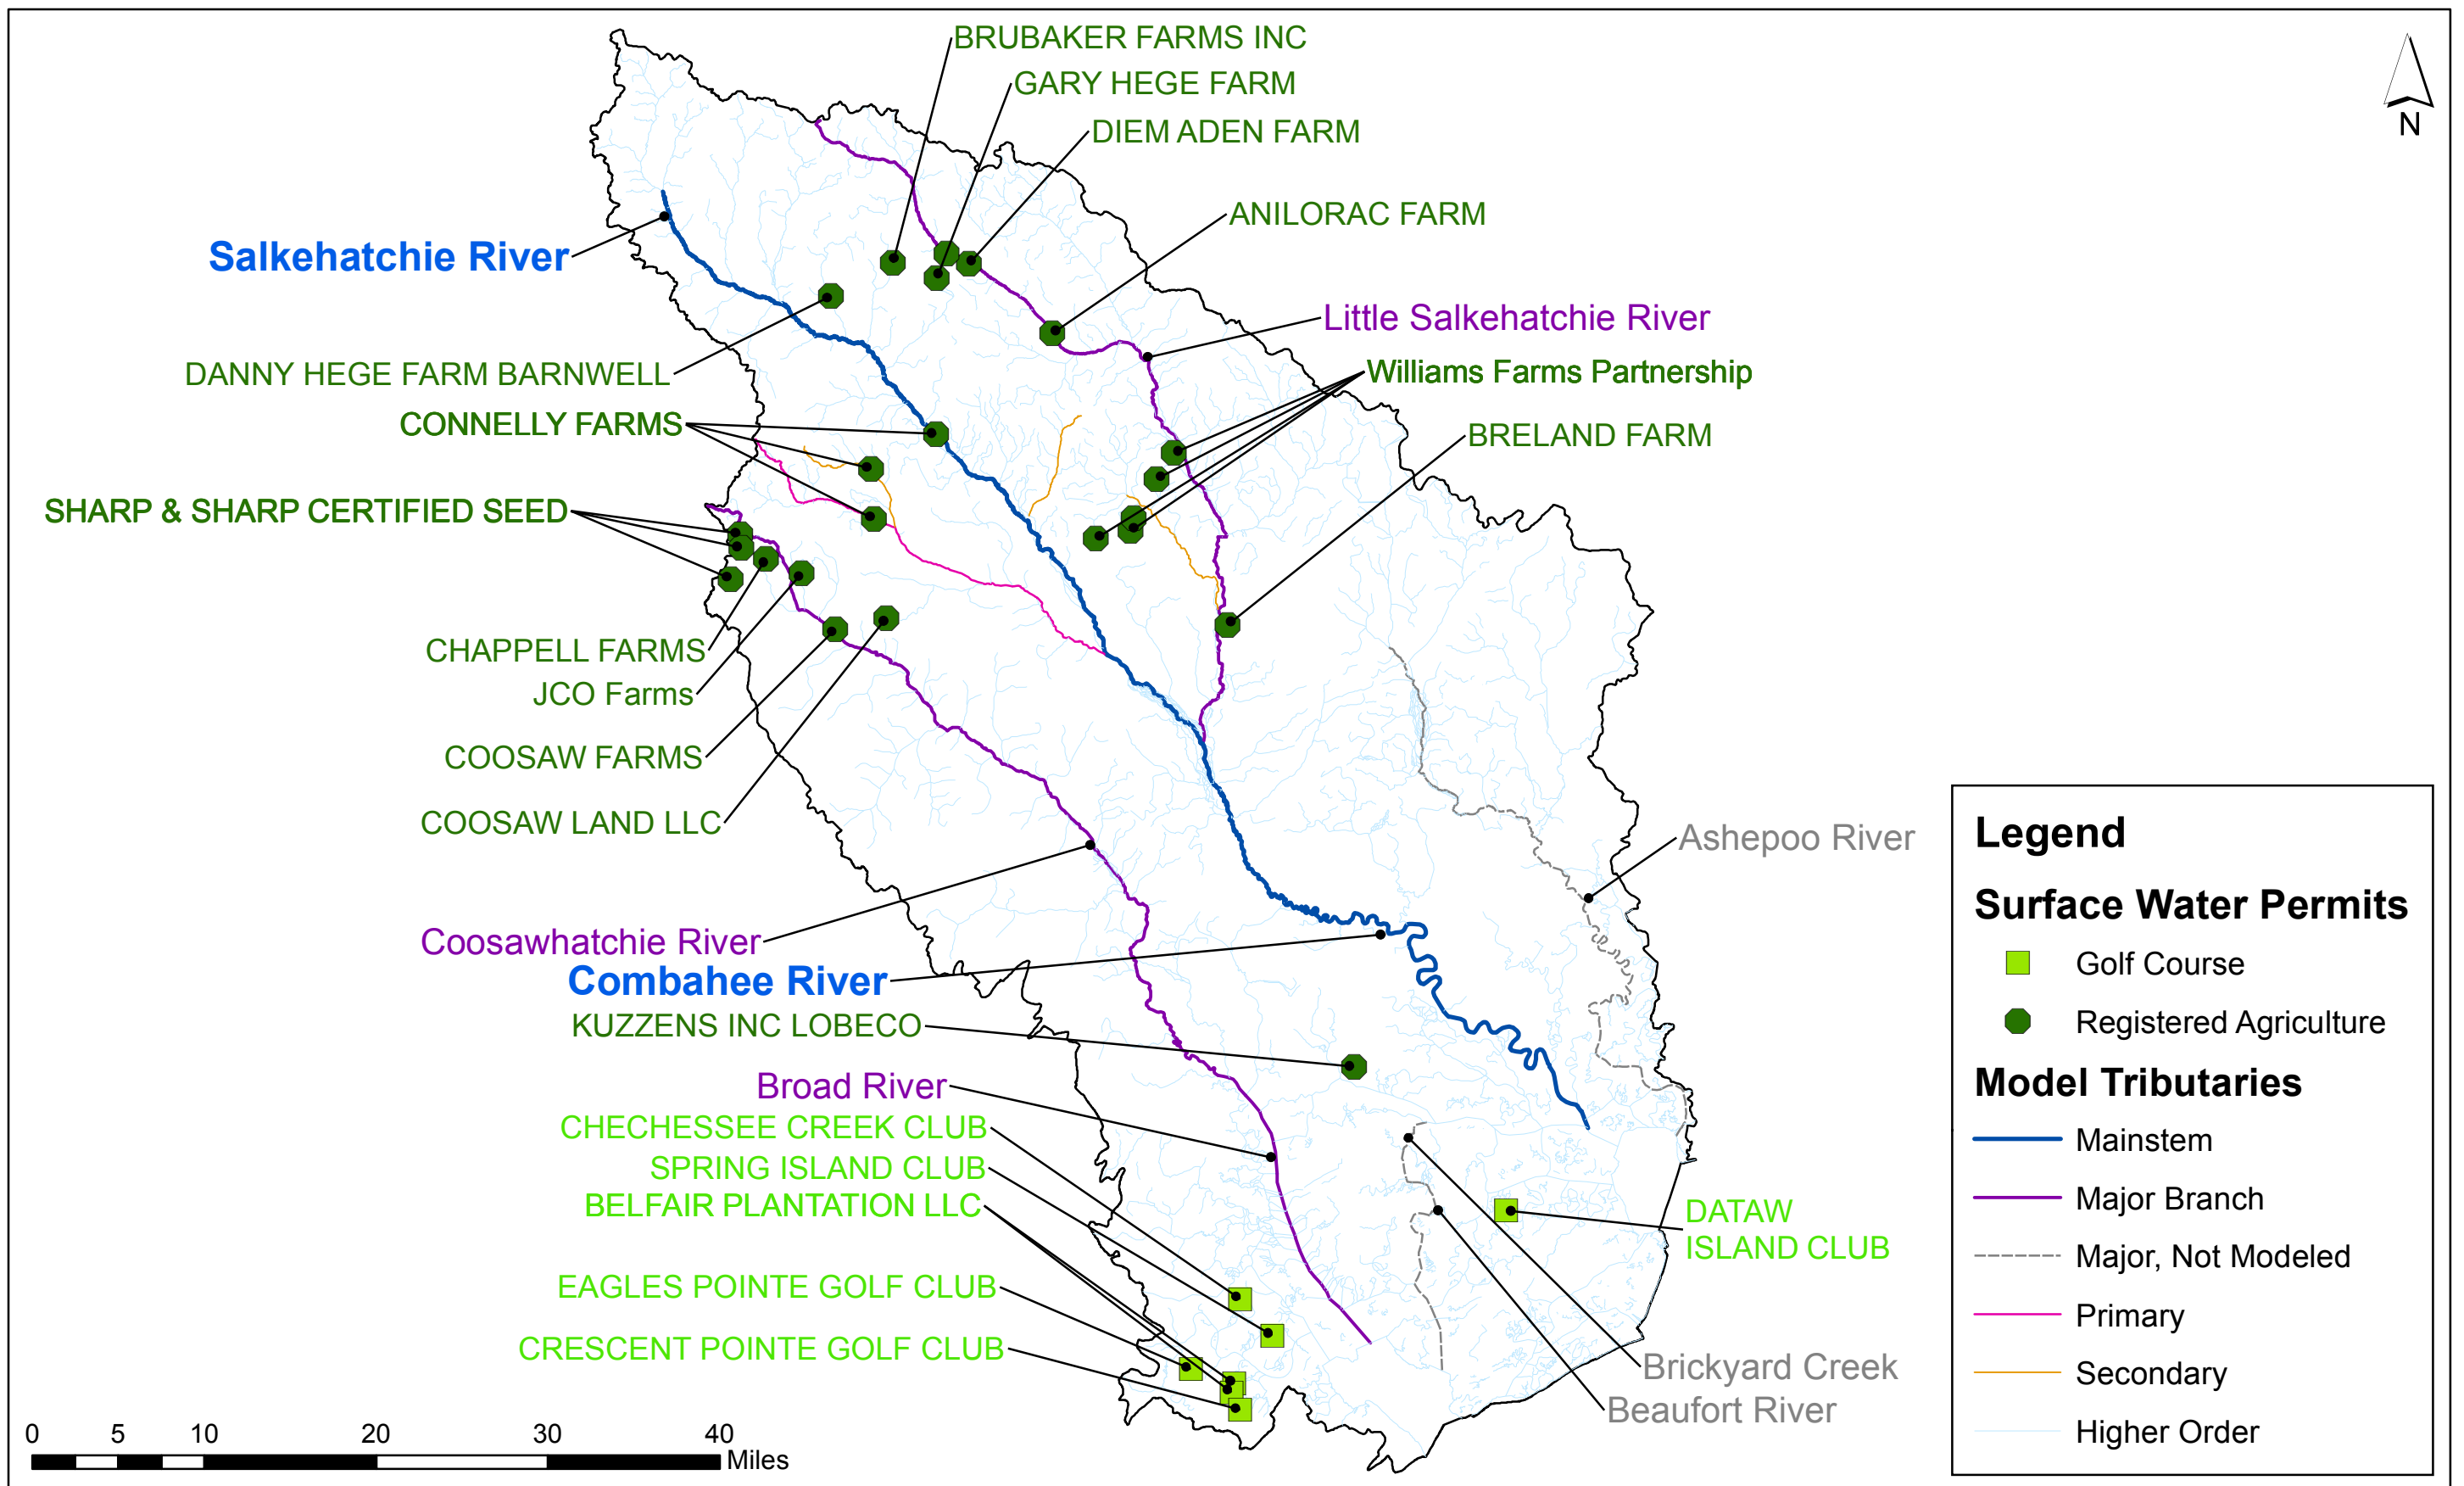 BRUBAKER FARMS INC
GARY HEGE FARM
DIEM ADEN FARM
N
ANILORAC FARM
Salkehatchie River
Little Salkehatchie River
DANNY HEGE FARM BARNWELL
Williams Farms Partnership
CONNELLY FARMS
BRELAND FARM
SHARP & SHARP CERTIFIED SEED
CHAPPELL FARMS
JCO Farms
COOSAW FARMS
COOSAW LAND LLC
Ashepoo River
Coosawhatchie River
Combahee River
KUZZENS INC LOBECO
Broad River
CHECHESSEE CREEK CLUB
SPRING ISLAND CLUB
BELFAIR PLANTATION LLC
DATAW
ISLAND CLUB
EAGLES POINTE GOLF CLUB
CRESCENT POINTE GOLF CLUB
Brickyard Creek
Beaufort River
0 5 10 20 30 40
Miles
Legend
Surface Water Permits
Golf Course
Registered Agriculture
Model Tributaries
Mainstem
Major Branch
Major, Not Modeled
Primary
Secondary
Higher Order